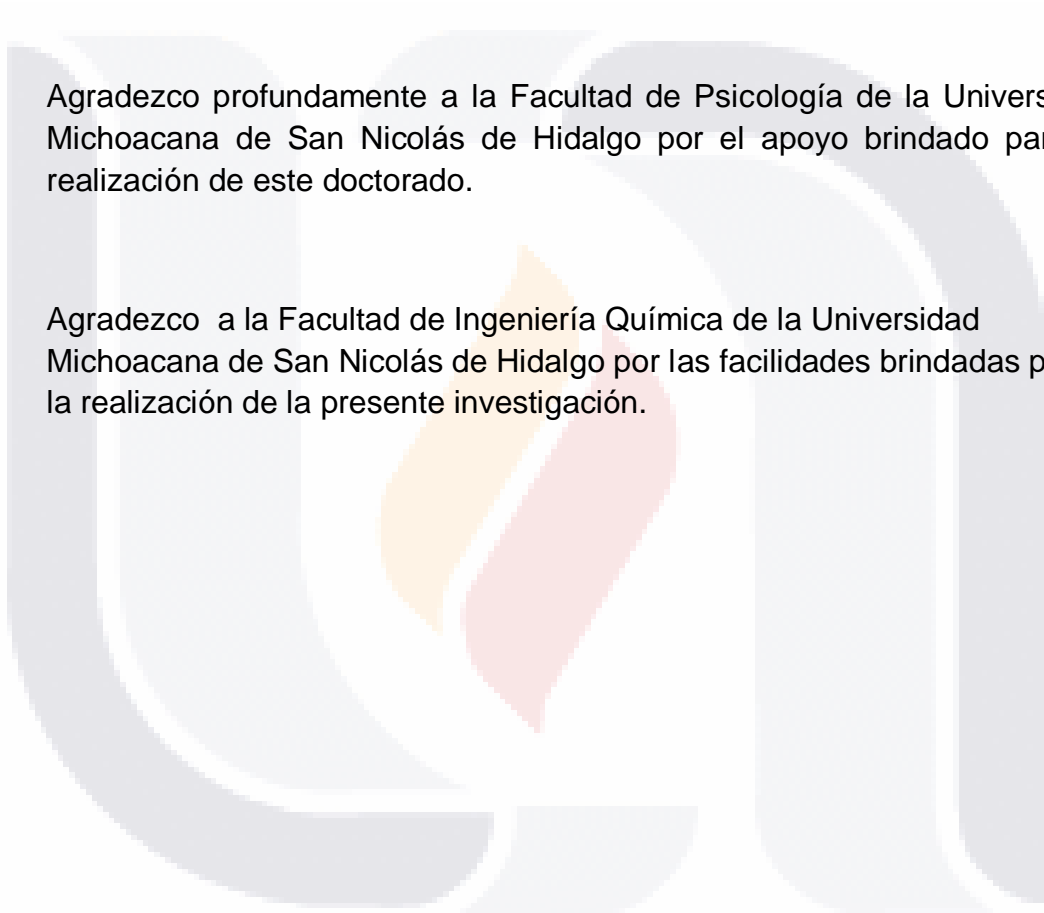 Agradezco profundamente a la Facultad de Psicología de la Univers
Michoacana de San Nicolás de Hidalgo por el apoyo brindado par
realización de este doctorado.
Agradezco a la Facultad de Ingeniería Química de la Universidad
Michoacana de San Nicolás de Hidalgo por las facilidades brindadas p
la realización de la presente investigación.